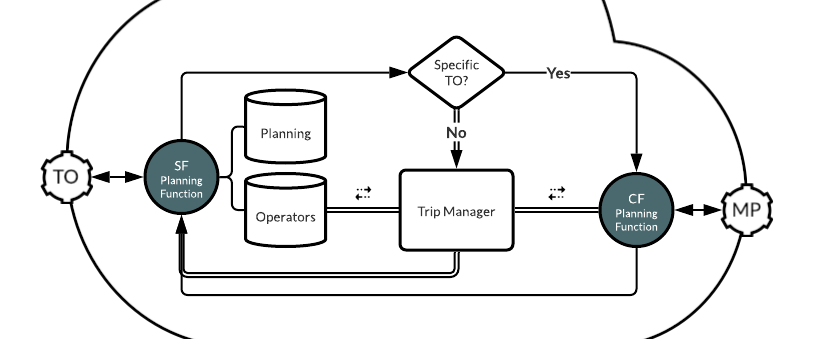 Specific
TO?
Yes
No
Planning
SF
Planning
Function
TO
Operators
Trip Manager
CF
Planning
Function
MP